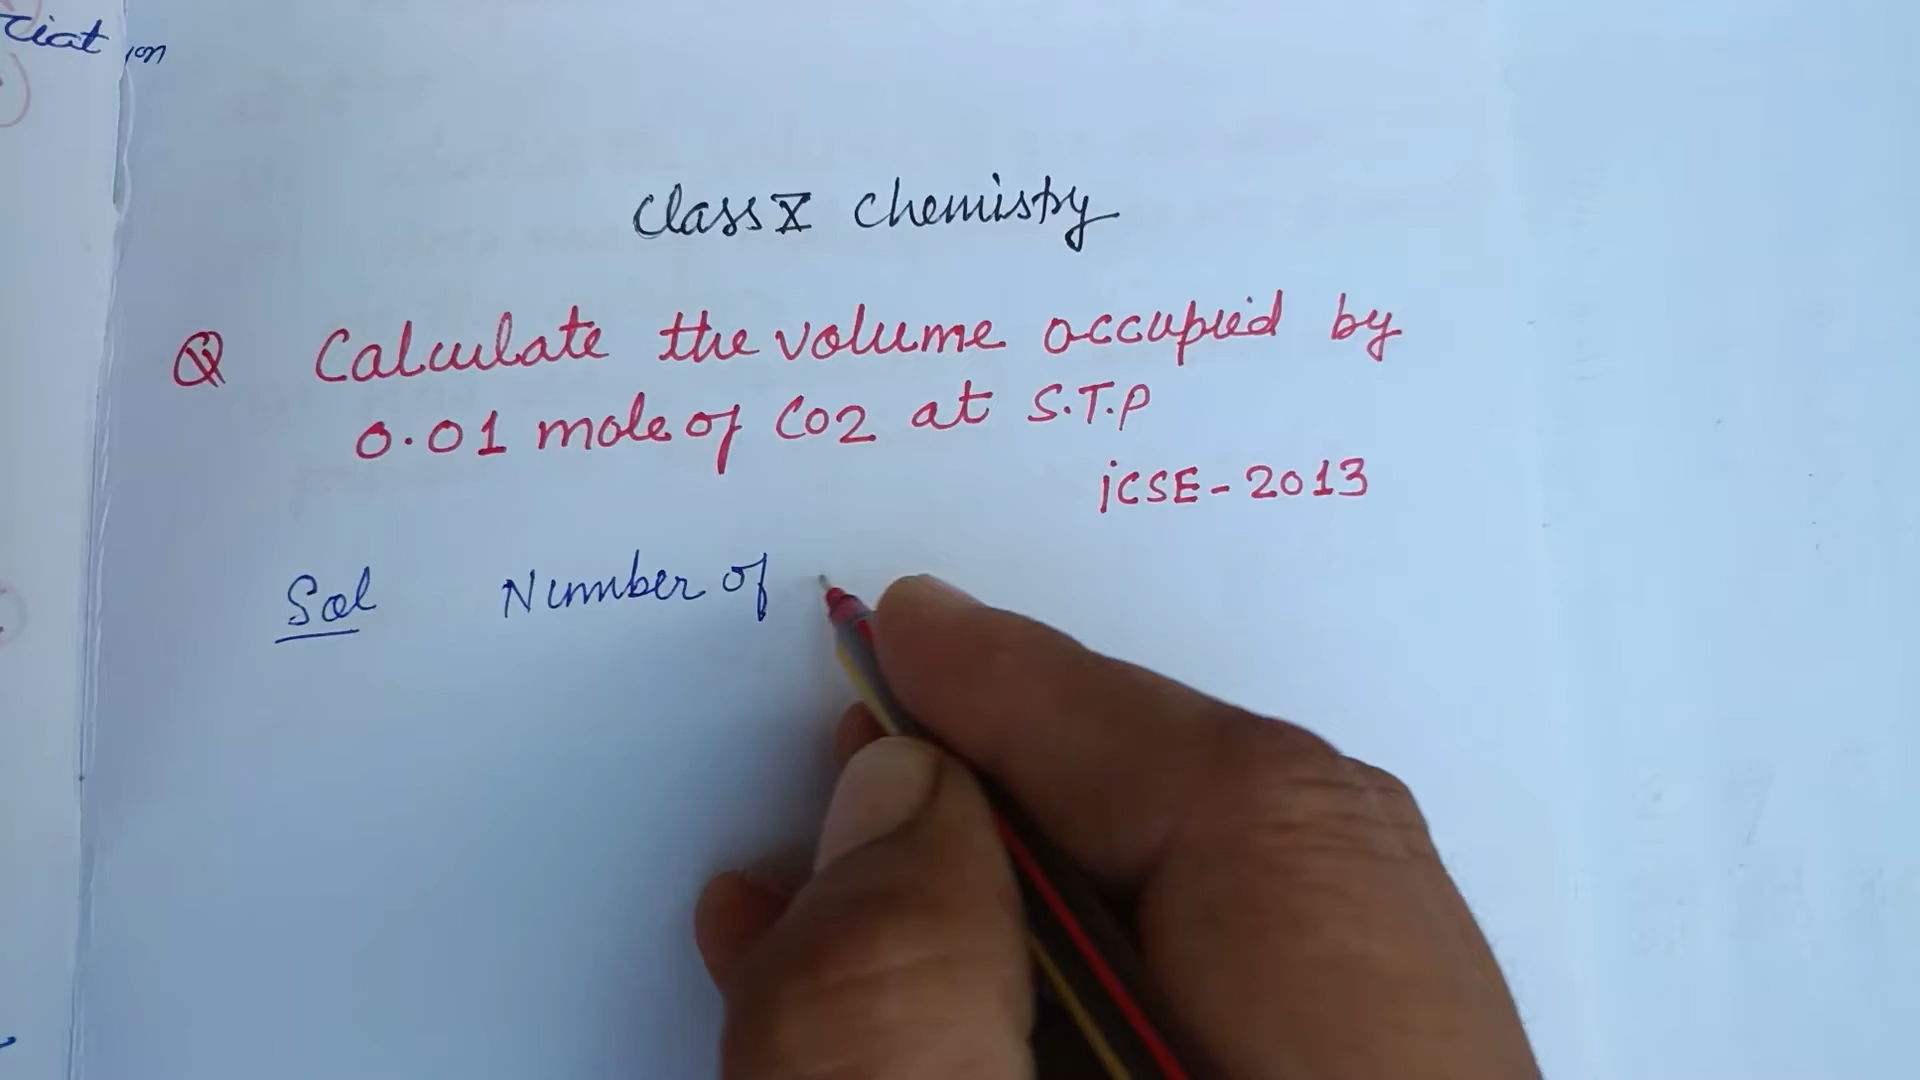 Class X Chemistry
Q Calculate the volume occupied by
0.01 mole of CO2 at S.T.P
iCSE-2013
Sol Number of